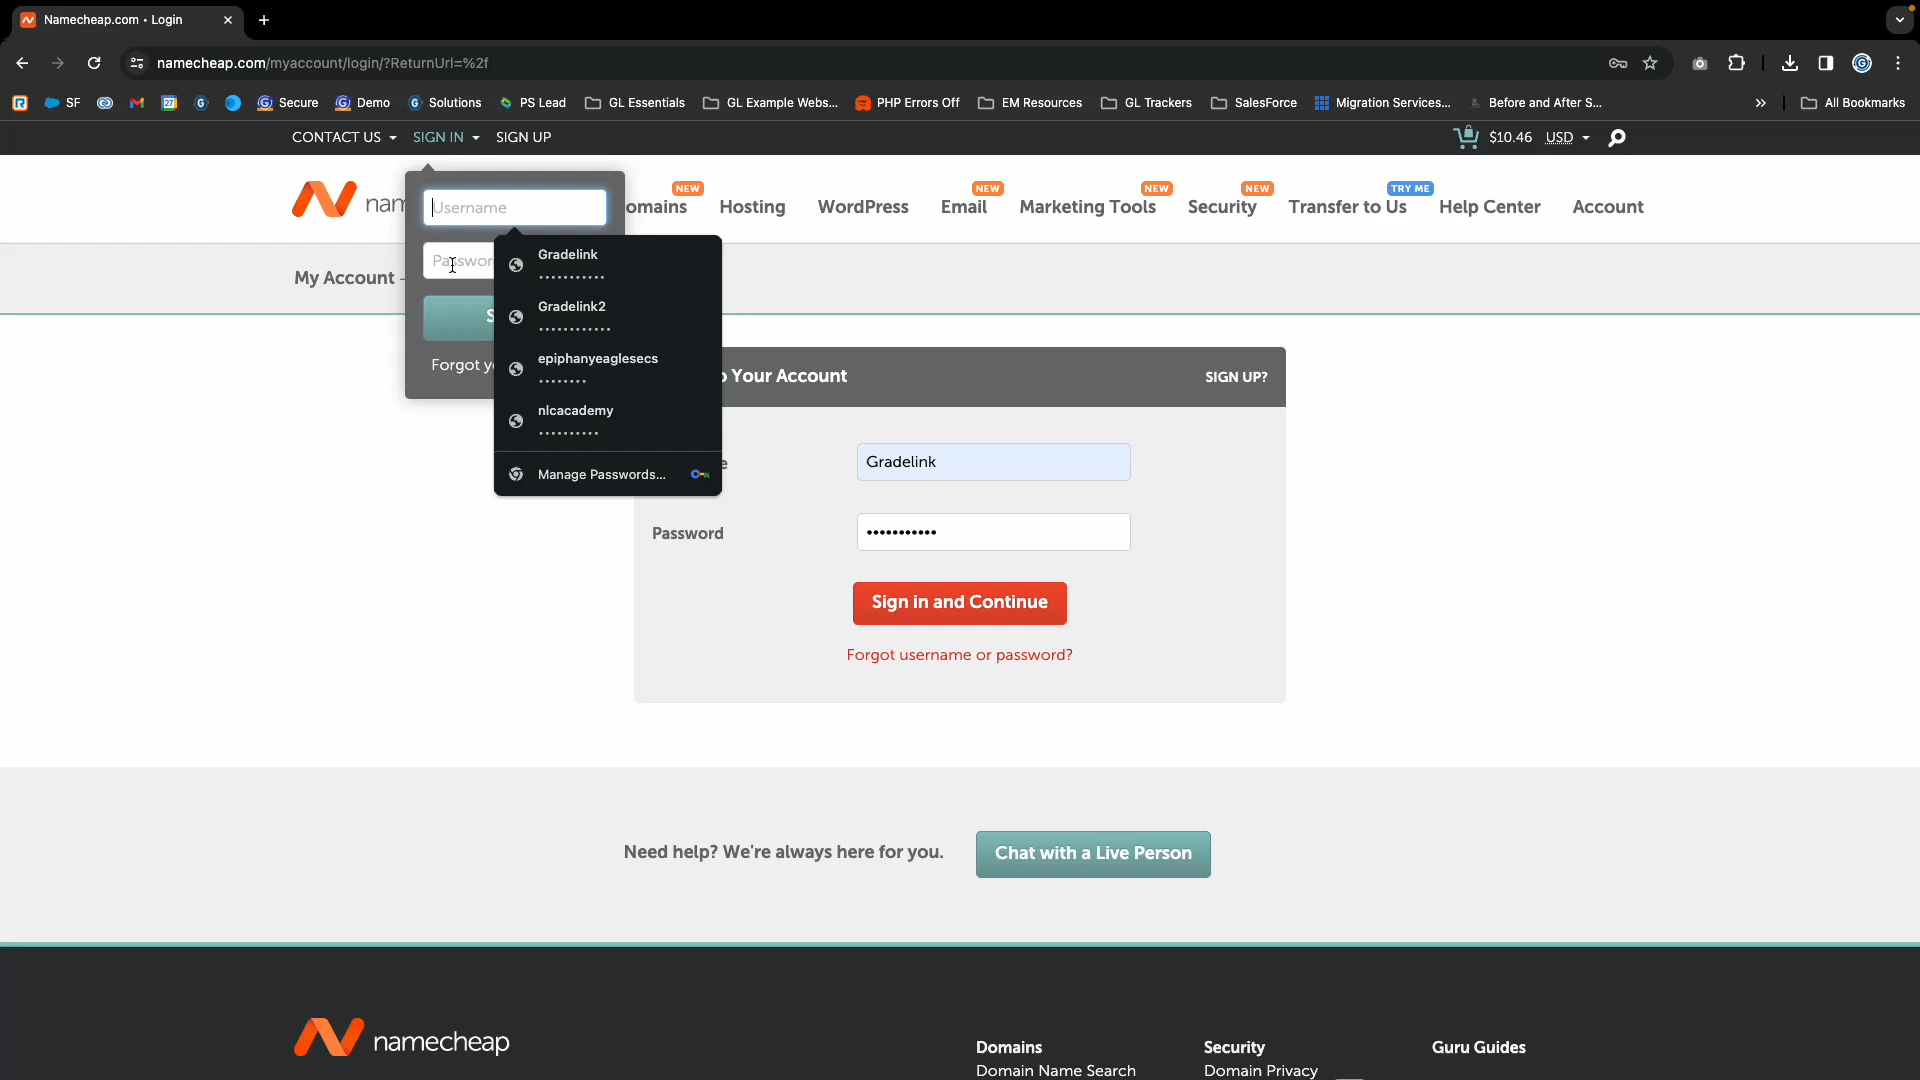 Namecheap.com • Login
namecheap.com/myaccount/login/?ReturnUrl=%2f
SF
27
Secure
Demo
Solutions
PS Lead
GL Essentials
GL Example Webs...
PHP Errors Off
EM Resources
GL Trackers
SalesForce
Migration Services...
Before and After S...
All Bookmarks
CONTACT US
SIGN IN
SIGN UP
$10.46
USD
Username
Gradelink
•••••••••••
Gradelink2
••••••••••••
epiphanyeaglesecs
••••••••
nlcacademy
••••••••••
Manage Passwords...
NEW
Hosting
WordPress
NEW
Email
NEW
Marketing Tools
NEW
Security
TRY ME
Transfer to Us
Help Center
Account
My Account
Your Account
SIGN UP?
Gradelink
Password
•••••••••••
Sign in and Continue
Forgot username or password?
Need help? We're always here for you.
Chat with a Live Person
namecheap
Domains
Domain Name Search
Security
Domain Privacy
Guru Guides